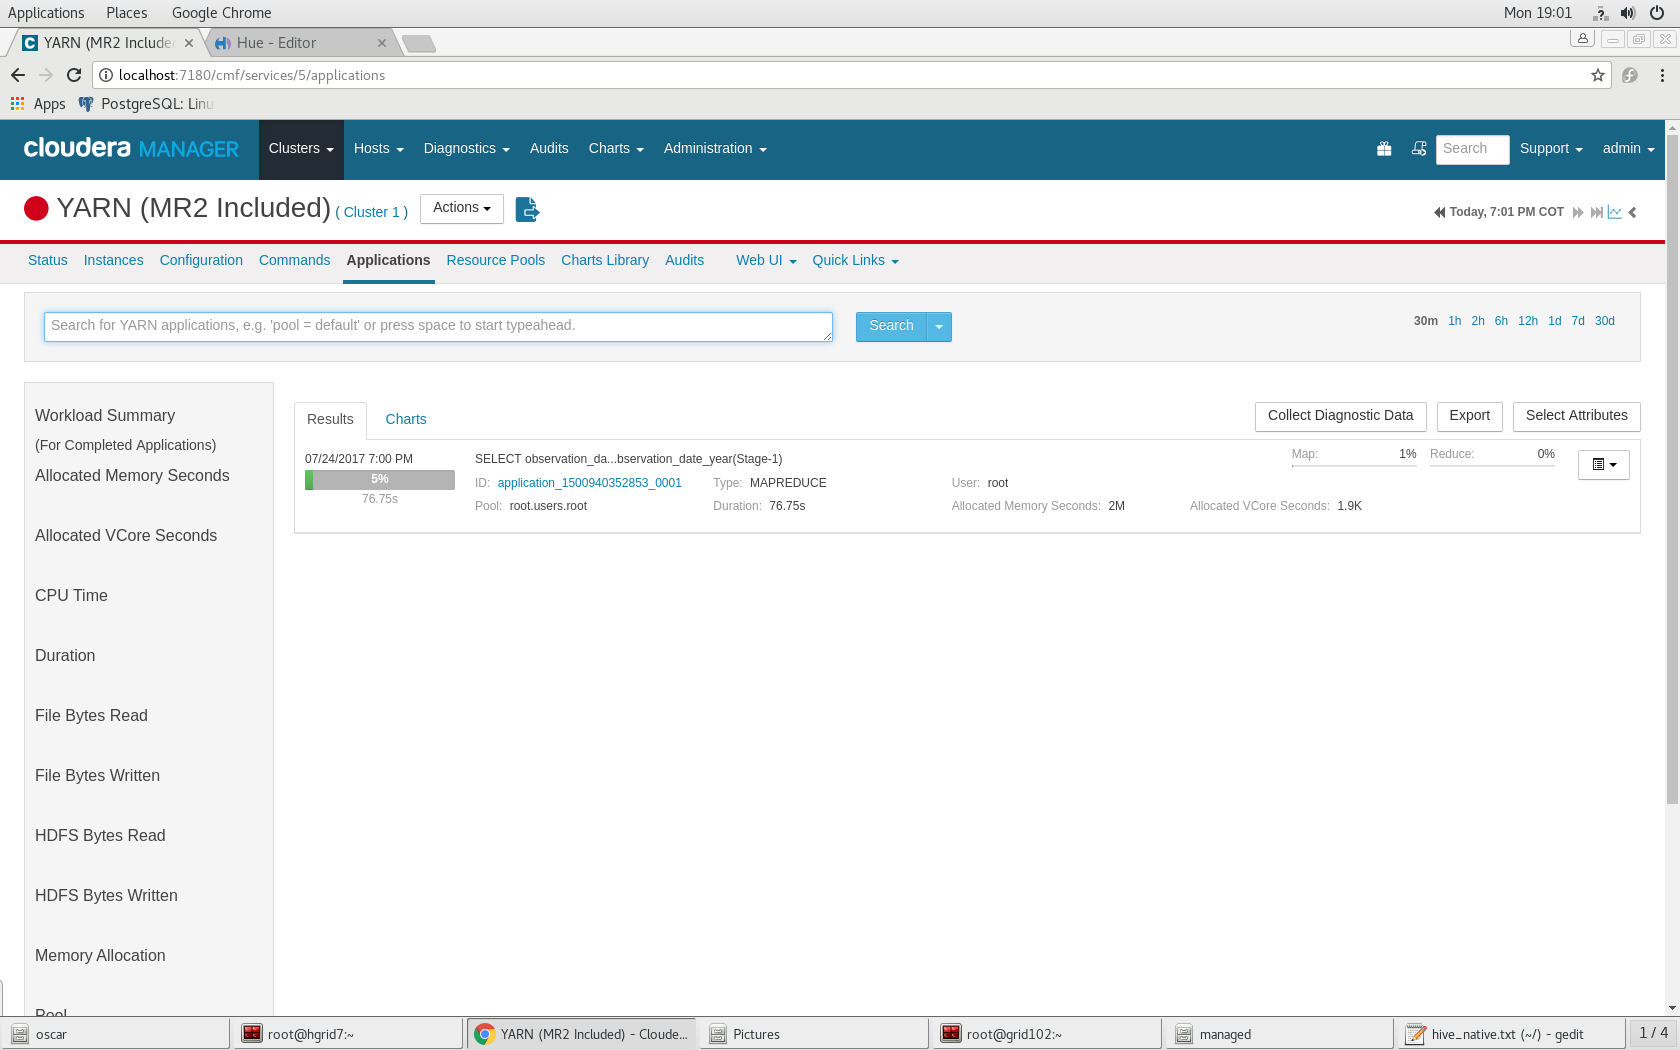 Applications Places Google Chrome Mon 19:01
YARN (MR2 Include Hue - Editor
localhost:7180/cmf/services/5/applications
Apps PostgreSQL: Linu
cloudera MANAGER Clusters Hosts Diagnostics Audits Charts Administration Search Support admin
YARN (MR2 Included) ( Cluster 1 ) Actions Today, 7:01 PM COT
Status Instances Configuration Commands Applications Resource Pools Charts Library Audits Web UI Quick Links
Search for YARN applications, e.g. 'pool = default' or press space to start typeahead. Search 30m 1h 2h 6h 12h 1d 7d 30d
Workload Summary
(For Completed Applications)
Allocated Memory Seconds
Allocated VCore Seconds
CPU Time
Duration
File Bytes Read
File Bytes Written
HDFS Bytes Read
HDFS Bytes Written
Memory Allocation
Pool
Results Charts Collect Diagnostic Data Export Select Attributes
07/24/2017 7:00 PM SELECT observation_da...bservation_date_year(Stage-1) Map: 1% Reduce: 0%
5% ID: application_1500940352853_0001 Type: MAPREDUCE User: root
76.75s Pool: root.users.root Duration: 76.75s Allocated Memory Seconds: 2M Allocated VCore Seconds: 1.9K
oscar root@hgrid7:~ YARN (MR2 Included) - Cloude... Pictures root@grid102:~ managed hive_native.txt (~/) - gedit 1 / 4